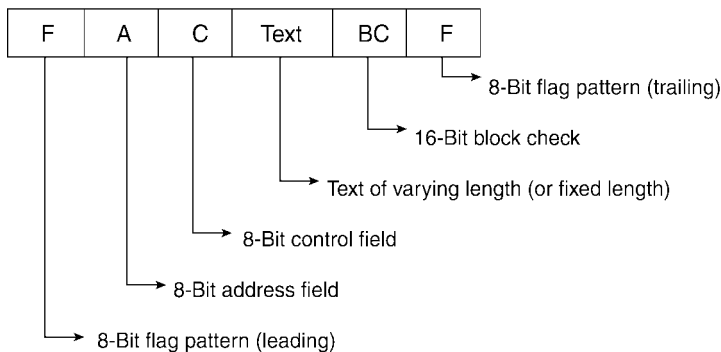 F A C Text BC F
8-Bit flag pattern (trailing)
16-Bit block check
Text of varying length (or fixed length)
8-Bit control field
8-Bit address field
8-Bit flag pattern (leading)